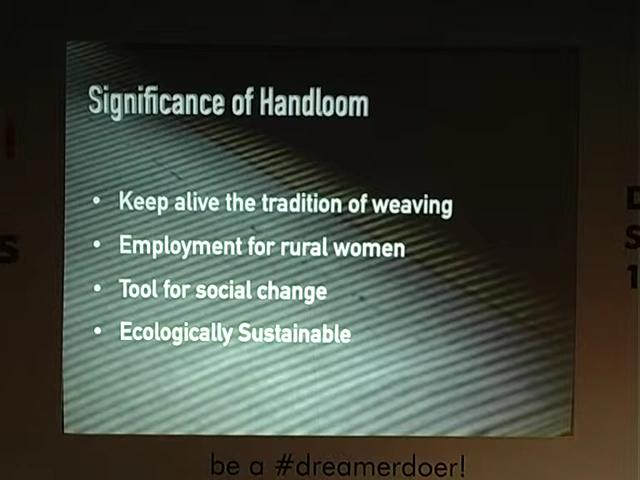 Significance of Handloom
• Keep alive the tradition of weaving
• Employment for rural women
• Tool for social change
• Ecologically Sustainable
be a #dreamerdoer!